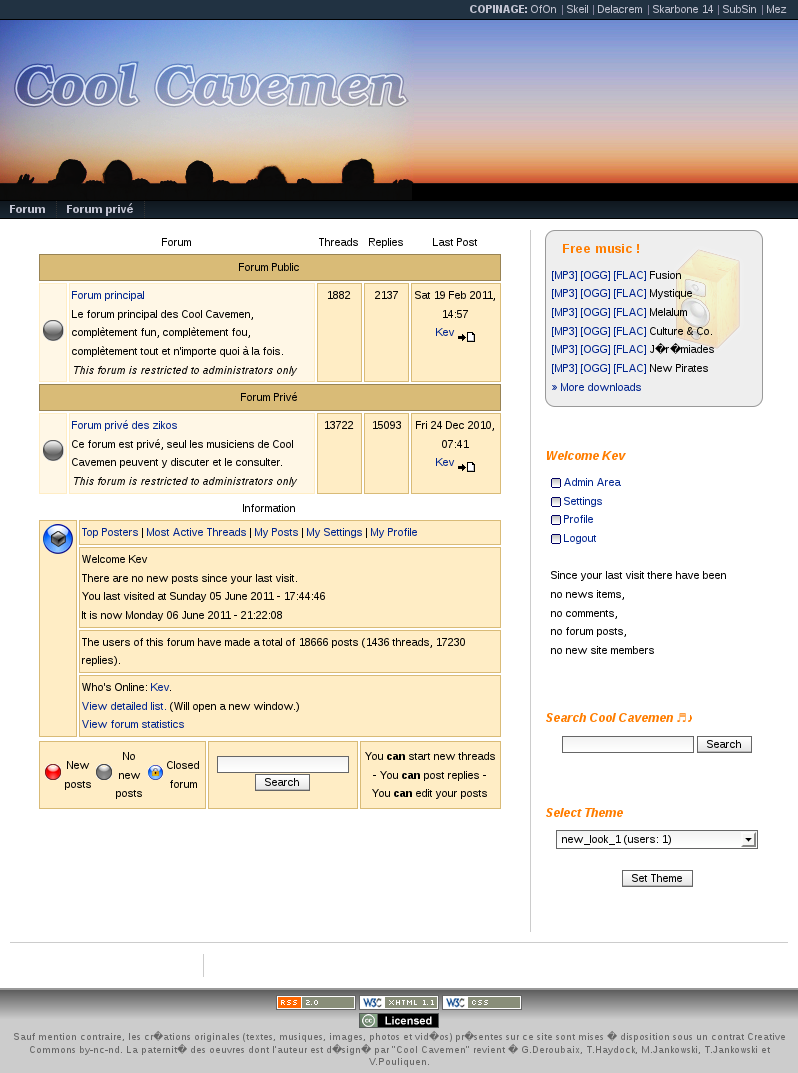 COPINAGE: OfOn | Skeil | Delacrem | Skarbone 14 | SubSin | Mez
Cool Cavemen
Forum
Forum privé
Forum Threads Replies Last Post
Forum Public
Forum principal
Le forum principal des Cool Cavemen,
complètement fun, complètement fou,
complètement tout et n'importe quoi à la fois.
This forum is restricted to administrators only
1882
2137
Sat 19 Feb 2011,
14:57
Kev
Forum Privé
Forum privé des zikos
Ce forum est privé, seul les musiciens de Cool
Cavemen peuvent y discuter et le consulter.
This forum is restricted to administrators only
13722
15093
Fri 24 Dec 2010,
07:41
Kev
Information
Top Posters | Most Active Threads | My Posts | My Settings | My Profile
Welcome Kev
There are no new posts since your last visit.
You last visited at Sunday 05 June 2011 - 17:44:46
It is now Monday 06 June 2011 - 21:22:08
The users of this forum have made a total of 18666 posts (1436 threads, 17230
replies).
Who's Online: Kev.
View detailed list. (Will open a new window.)
View forum statistics
New
posts
No
new
posts
Closed
forum
Search
You can start new threads
- You can post replies -
You can edit your posts
Free music !
[MP3] [OGG] [FLAC] Fusion
[MP3] [OGG] [FLAC] Mystique
[MP3] [OGG] [FLAC] Melalum
[MP3] [OGG] [FLAC] Culture & Co.
[MP3] [OGG] [FLAC] J�r�miades
[MP3] [OGG] [FLAC] New Pirates
» More downloads
Welcome Kev
Admin Area
Settings
Profile
Logout
Since your last visit there have been
no news items,
no comments,
no forum posts,
no new site members
Search Cool Cavemen ♬♪
Search
Select Theme
new_look_1 (users: 1)
Set Theme
RSS 2.0
W3C XHTML 1.1
W3C CSS
cc Licensed
Sauf mention contraire, les cr�ations originales (textes, musiques, images, photos et vid�os) pr�sentes sur ce site sont mises � disposition sous un contrat Creative
Commons by-nc-nd. La paternit� des oeuvres dont l'auteur est d�sign� par "Cool Cavemen" revient � G.Deroubaix, T.Haydock, M.Jankowski, T.Jankowski et
V.Pouliquen.